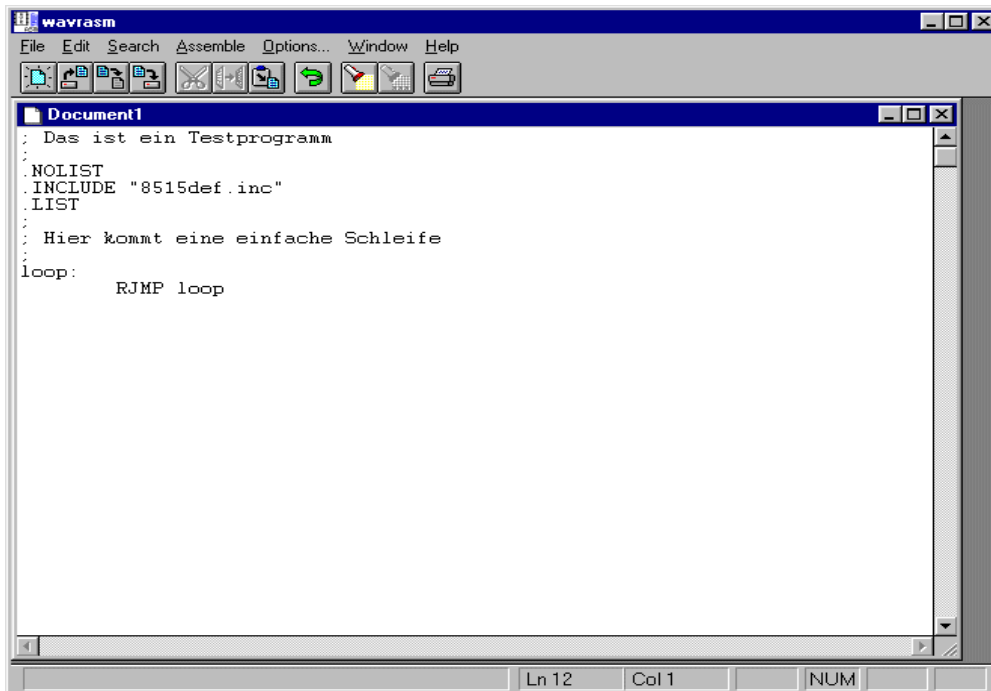 wavrasm
File Edit Search Assemble Options... Window Help
Document1
; Das ist ein Testprogramm
;
.NOLIST
.INCLUDE "8515def.inc"
.LIST
;
; Hier kommt eine einfache Schleife
;
loop:
RJMP loop
Ln 12 Col 1 NUM